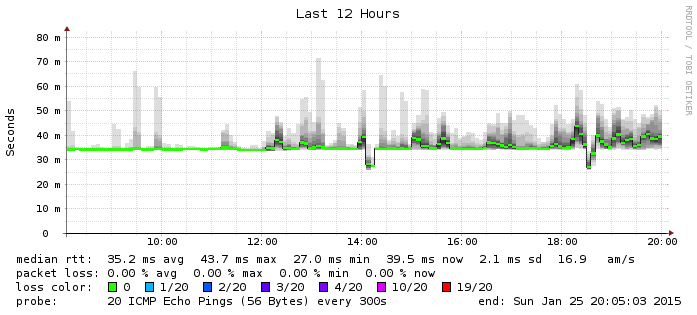 Last 12 Hours
RRDTOOL / TOBI OETIKER
Seconds
80 m
70 m
60 m
50 m
40 m
30 m
20 m
10 m
0
10:00 12:00 14:00 16:00 18:00 20:00
median rtt: 35.2 ms avg 43.7 ms max 27.0 ms min 39.5 ms now 2.1 ms sd 16.9 am/s
packet loss: 0.00 % avg 0.00 % max 0.00 % min 0.00 % now
loss color: 0 1/20 2/20 3/20 4/20 10/20 19/20
probe: 20 ICMP Echo Pings (56 Bytes) every 300s end: Sun Jan 25 20:05:03 2015